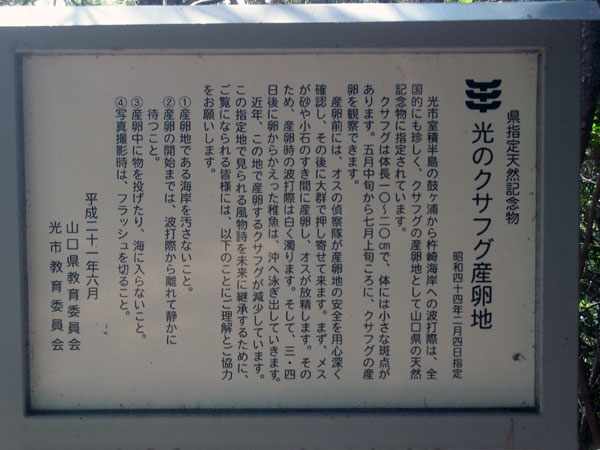 県指定天然記念物
光のクサフグ産卵地
昭和四十四年二月四日指定
光市室積半島の鼓ヶ浦から杵崎海岸への波打際は、全
国的にも珍しく、クサフグの産卵地として山口県の天然
記念物に指定されています。
クサフグは体長一〇〜二〇㎝で、体には小さな斑点が
あります。五月中旬から七月上旬ころに、クサフグの産
卵を観察できます。
産卵前には、オスの偵察隊が産卵地の安全を用心深く
確認し、その後に大群で押し寄せて来ます。まず、メス
が砂や小石のすき間に産卵し、オスが放精します。その
ため、産卵時の波打際は白く濁ります。そして、三・四
日後に卵からかえった稚魚は、沖へ泳ぎ出していきます。
近年、この地で産卵するクサフグが減少しています。
この指定地で見られる風物詩を未来に継承するために、
ご覧になられる皆様には、以下のことにご理解とご協力
をお願いします。
①産卵地である海岸を汚さないこと。
②産卵の開始までは、波打際から離れて静かに
待つこと。
③産卵中に物を投げたり、海に入らないこと。
④写真撮影時は、フラッシュを切ること。
平成二十一年六月
山口県教育委員会
光市教育委員会